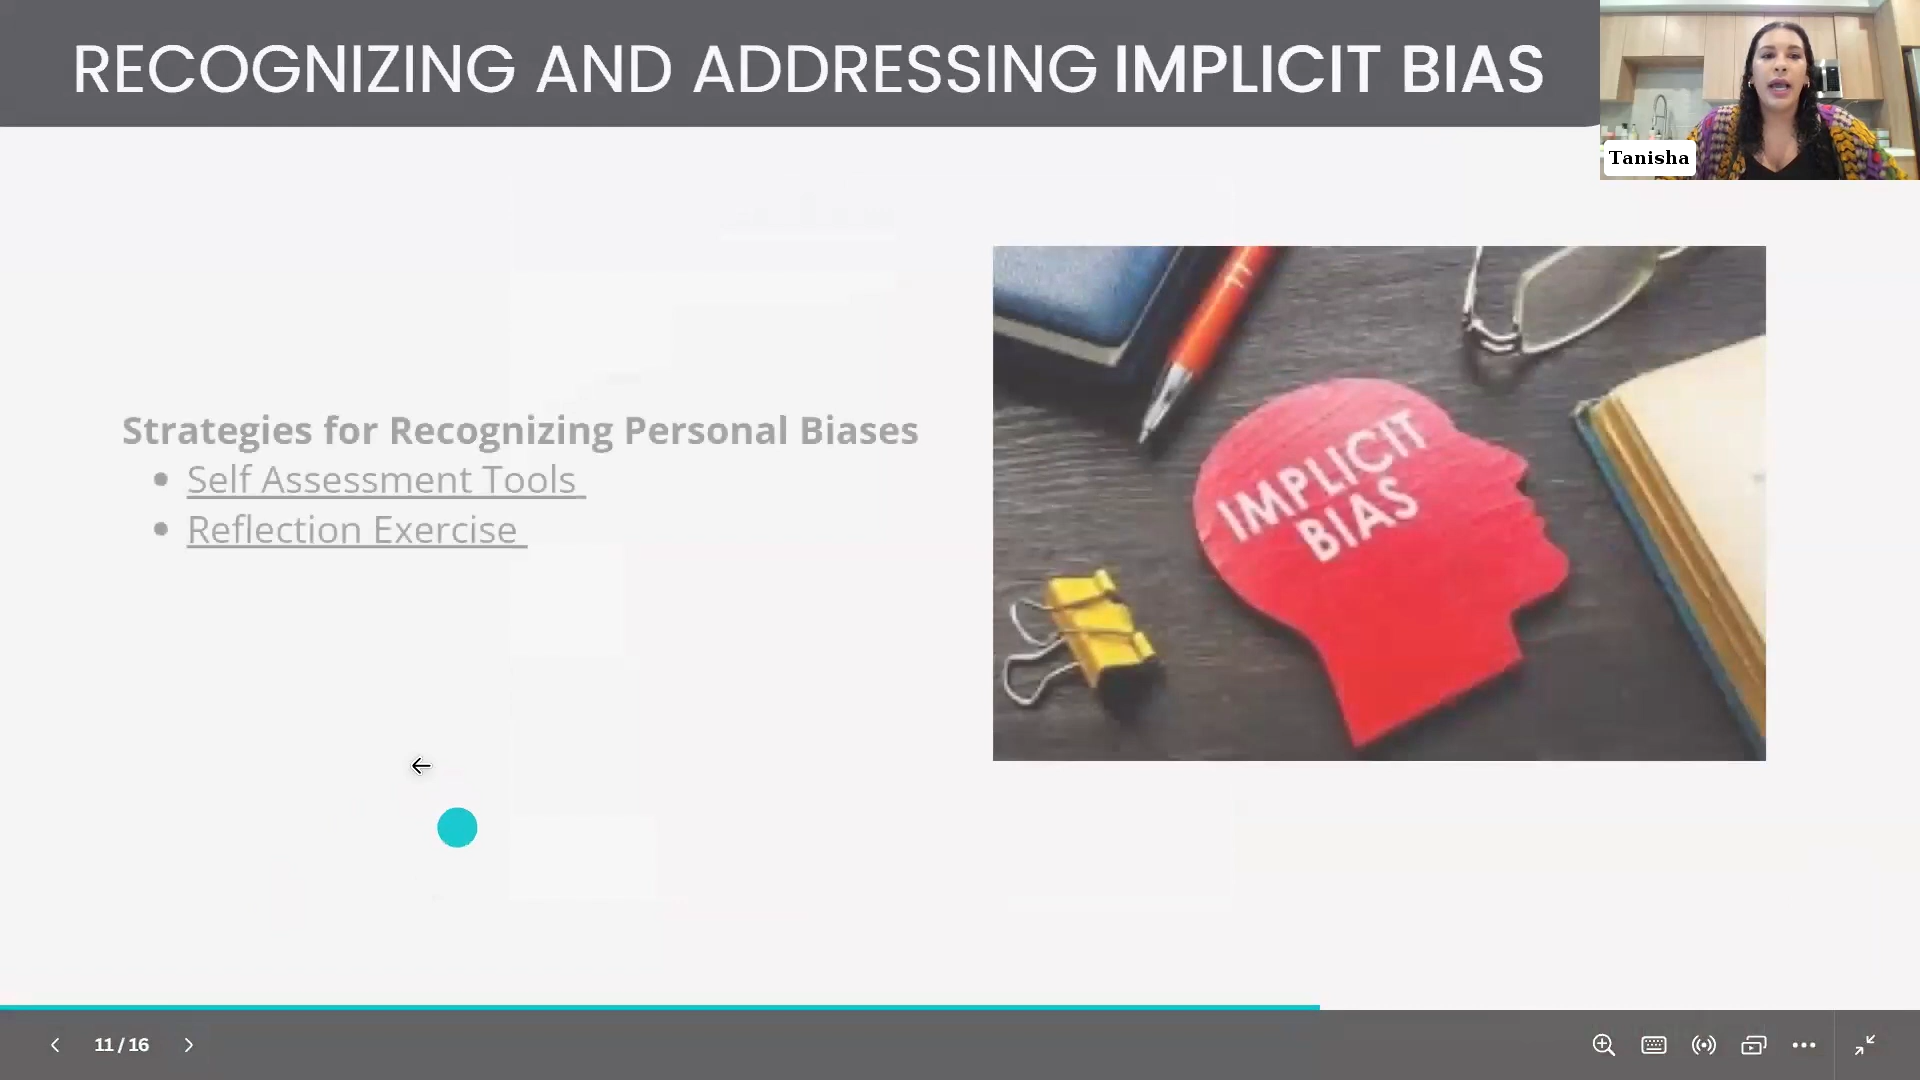 RECOGNIZING AND ADDRESSING IMPLICIT BIAS
Tanisha
Strategies for Recognizing Personal Biases
Self Assessment Tools
Reflection Exercise
IMPLICIT
BIAS
11 / 16